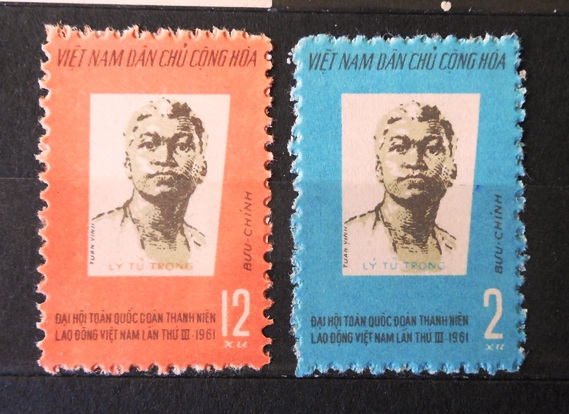 VIỆT NAM DÂN CHỦ CỘNG HÒA
TUẤN VINH
LÝ TỰ TRỌNG
BƯU-CHÍNH
ĐẠI HỘI TOÀN QUỐC ĐOÀN THANH NIÊN
LAO ĐỘNG VIỆT NAM LẦN THỨ III-1961
12
xu
VIỆT NAM DÂN CHỦ CỘNG HÒA
TUẤN VINH
LÝ TỰ TRỌNG
BƯU-CHÍNH
ĐẠI HỘI TOÀN QUỐC ĐOÀN THANH NIÊN
LAO ĐỘNG VIỆT NAM LẦN THỨ III-1961
2
xu